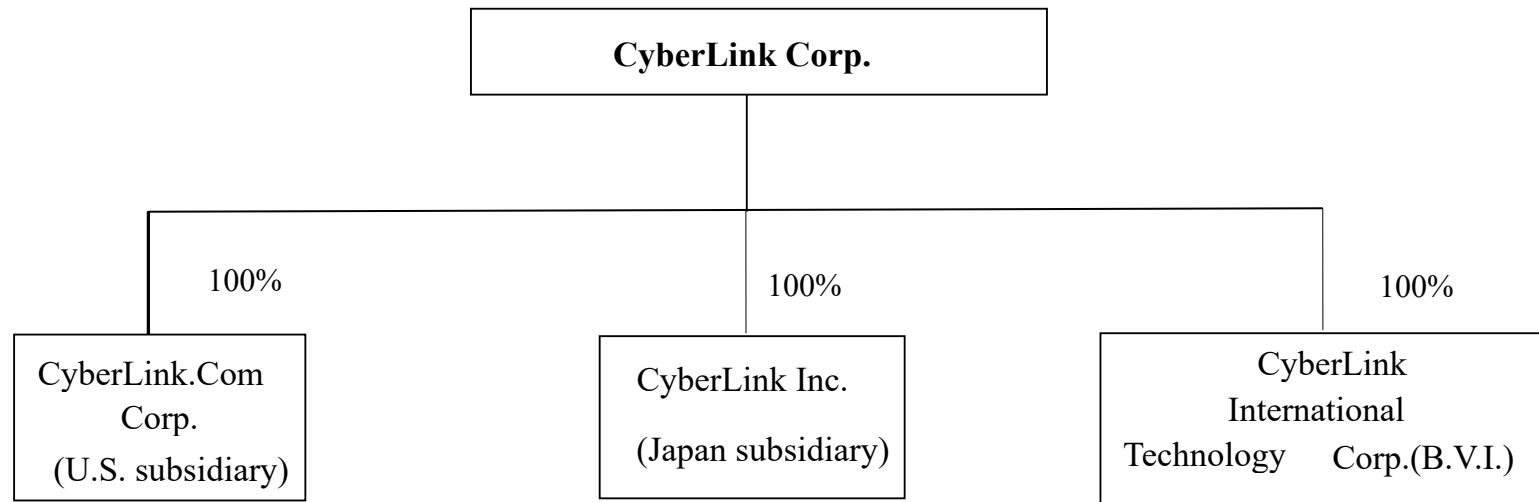 CyberLink Corp.
100%
100%
100%
CyberLink.Com
Corp.
(U.S. subsidiary)
CyberLink Inc.
(Japan subsidiary)
CyberLink
International
Technology Corp.(B.V.I.)